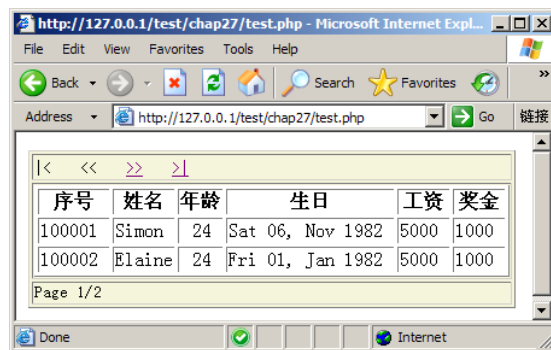 http://127.0.0.1/test/chap27/test.php - Microsoft Internet Expl...
File Edit View Favorites Tools Help
Back Search Favorites »
Address http://127.0.0.1/test/chap27/test.php Go 链接
|< << >> >|
序号 姓名 年龄 生日 工资 奖金
100001 Simon 24 Sat 06, Nov 1982 5000 1000
100002 Elaine 24 Fri 01, Jan 1982 5000 1000
Page 1/2
Done Internet